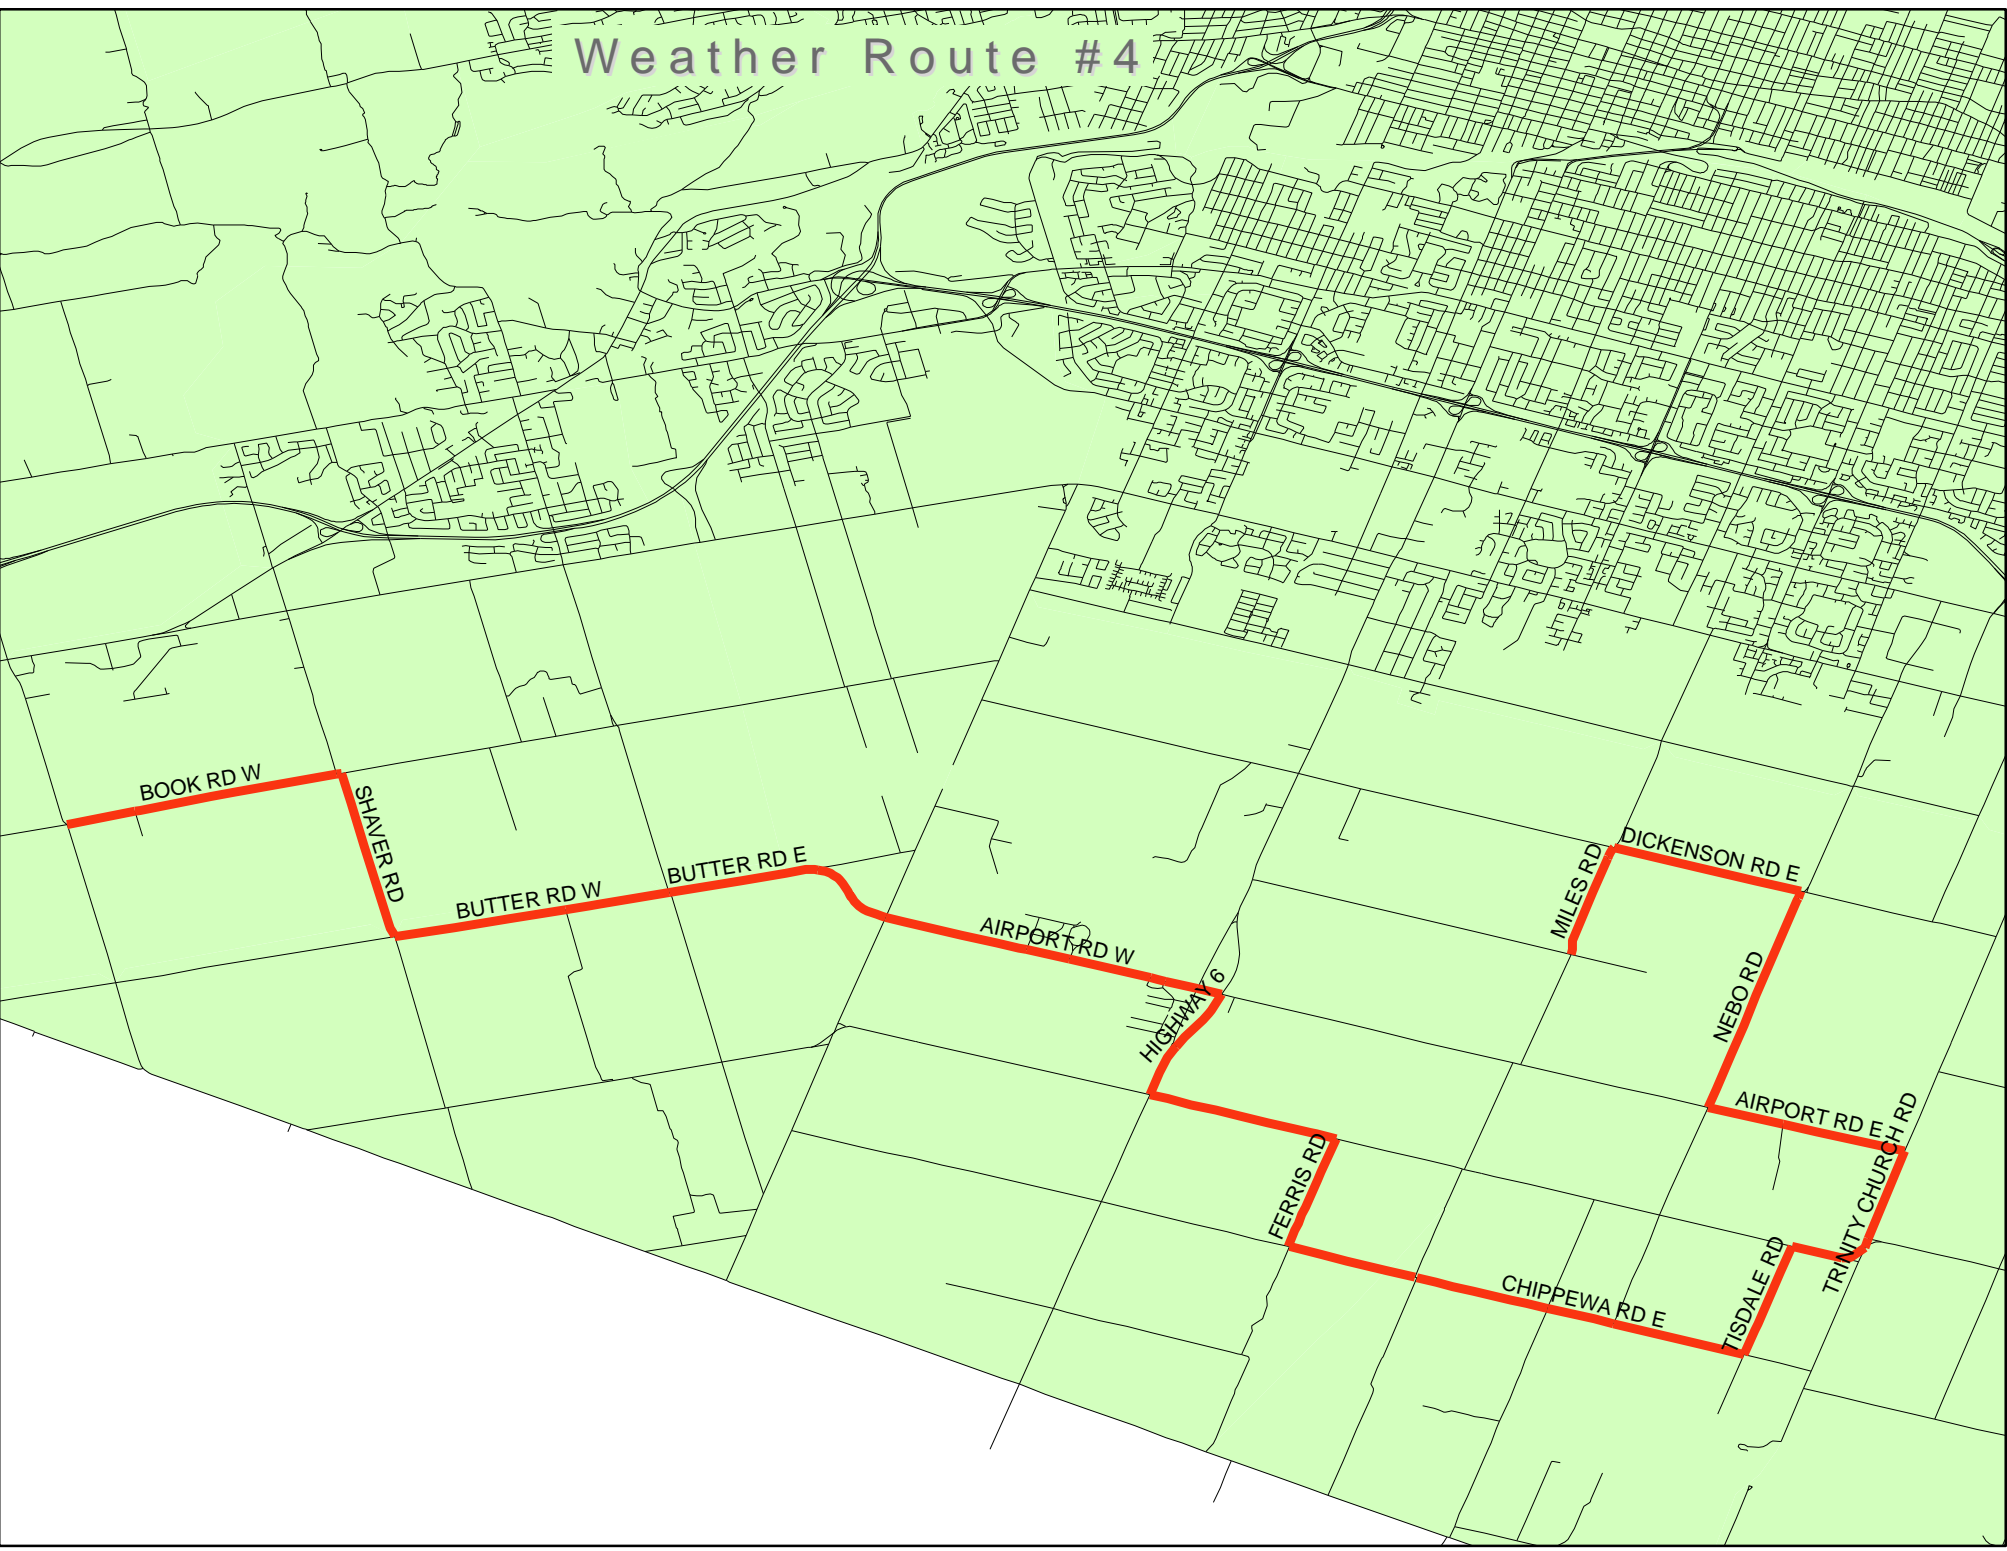 Weather Route #4
BOOK RD W
SHAVER RD
BUTTER RD W
BUTTER RD E
AIRPORT RD W
HIGHWAY 6
FERRIS RD
CHIPPEWA RD E
TISDALE RD
TRINITY CHURCH RD
AIRPORT RD E
NEBO RD
DICKENSON RD E
MILES RD